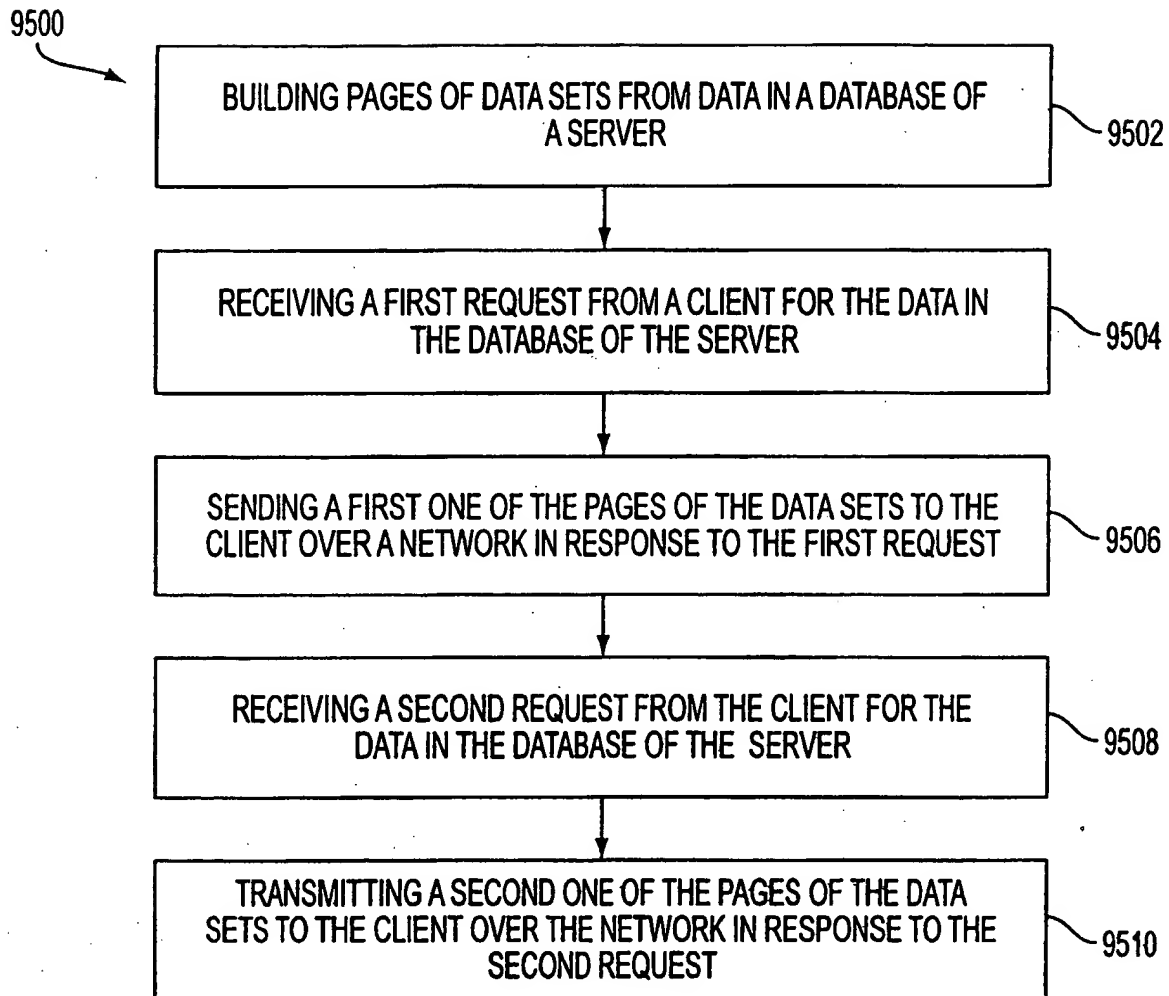 9500
BUILDING PAGES OF DATA SETS FROM DATA IN A DATABASE OF
A SERVER
9502
RECEIVING A FIRST REQUEST FROM A CLIENT FOR THE DATA IN
THE DATABASE OF THE SERVER
9504
SENDING A FIRST ONE OF THE PAGES OF THE DATA SETS TO THE
CLIENT OVER A NETWORK IN RESPONSE TO THE FIRST REQUEST
9506
RECEIVING A SECOND REQUEST FROM THE CLIENT FOR THE
DATA IN THE DATABASE OF THE SERVER
9508
TRANSMITTING A SECOND ONE OF THE PAGES OF THE DATA
SETS TO THE CLIENT OVER THE NETWORK IN RESPONSE TO THE
SECOND REQUEST
9510